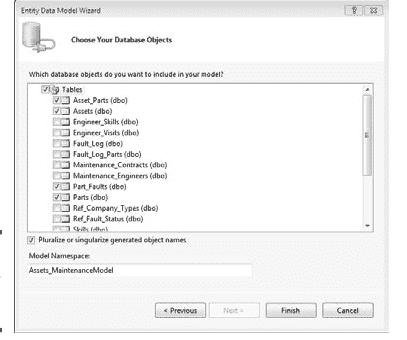 Entity Data Model Wizard
Choose Your Database Objects
Which database objects do you want to include in your model?
Tables
Asset_Parts (dbo)
Assets (dbo)
Engineer_Skills (dbo)
Engineer_Visits (dbo)
Fault_Log (dbo)
Fault_Log_Parts (dbo)
Maintenance_Contracts (dbo)
Maintenance_Engineers (dbo)
Part_Faults (dbo)
Parts (dbo)
Ref_Company_Types (dbo)
Ref_Fault_Status (dbo)
Skills (dbo)
Pluralize or singularize generated object names
Model Namespace:
Assets_MaintenanceModel
< Previous
Next >
Finish
Cancel